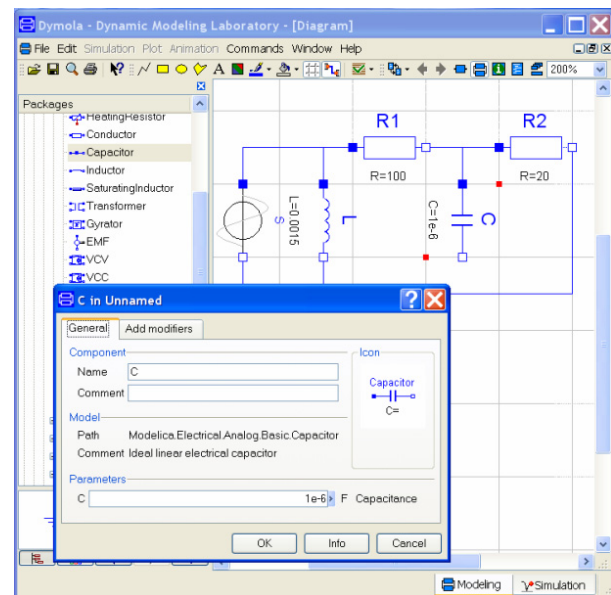 Dymola - Dynamic Modeling Laboratory - [Diagram]
File Edit Simulation Plot Animation Commands Window Help
A 200%
Packages
HeatingResistor
Conductor
Capacitor
Inductor
SaturatingInductor
Transformer
Gyrator
EMF
VCV
VCC
R1
R2
R=100
R=20
S
L=0.0015
L
C=1e-6
C
C in Unnamed
General Add modifiers
Component
Name C
Comment
Icon
Capacitor
C=
Model
Path Modelica.Electrical.Analog.Basic.Capacitor
Comment Ideal linear electrical capacitor
Parameters
C 1e-6 F Capacitance
OK Info Cancel
Modeling Simulation